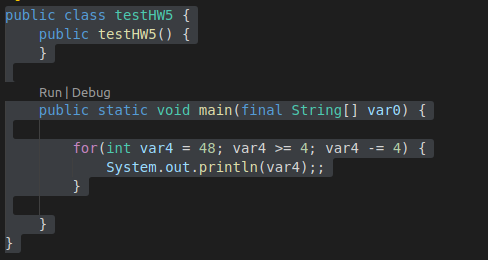 public class testHW5 {
    public testHW5() {
    }
Run | Debug
    public static void main(final String[] var0) {
        for(int var4 = 48; var4 >= 4; var4 -= 4) {
            System.out.println(var4);;
        }
    }
}